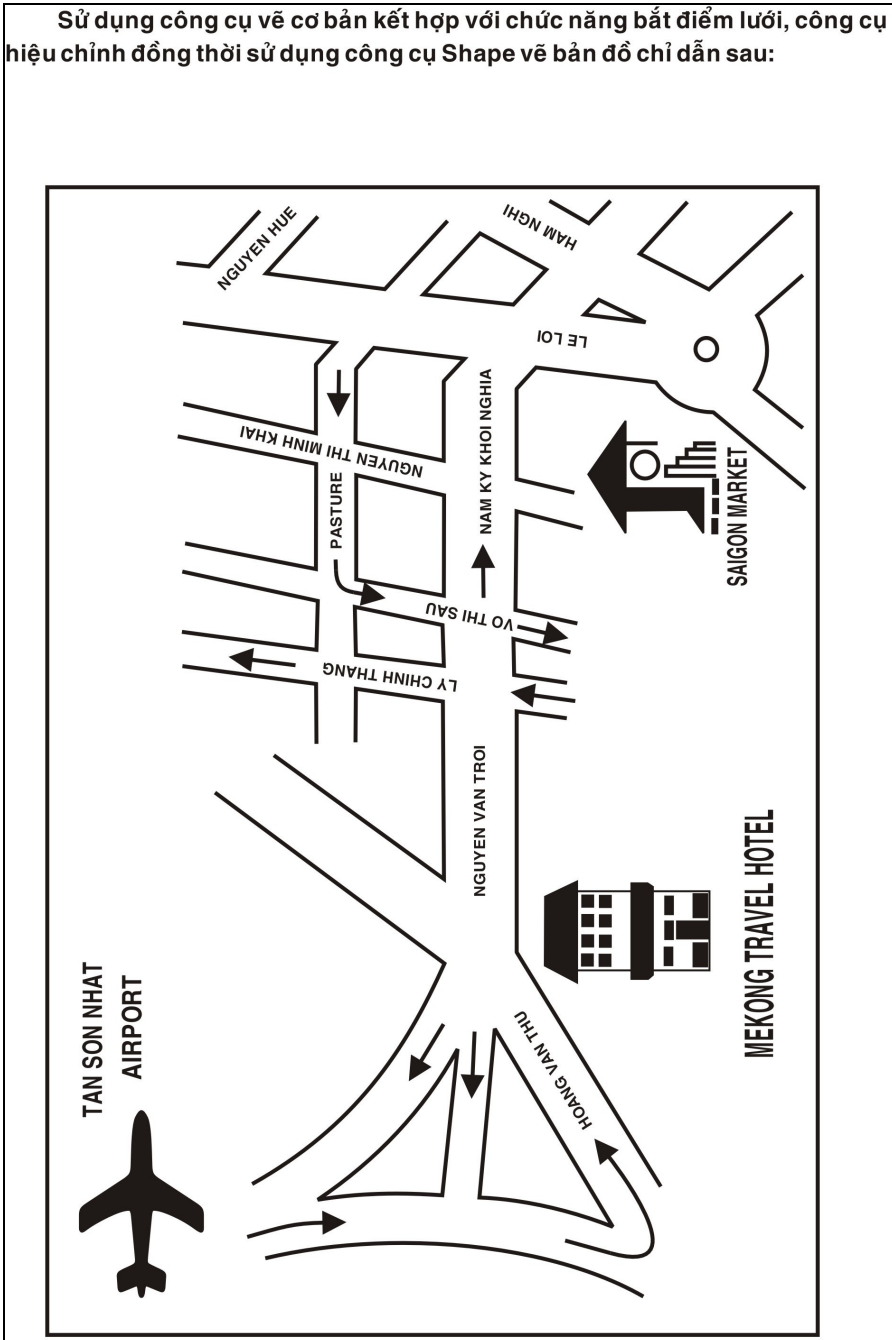 Sử dụng công cụ vẽ cơ bản kết hợp với chức năng bắt điểm lưới, công cụ
hiệu chỉnh đồng thời sử dụng công cụ Shape vẽ bản đồ chỉ dẫn sau:
NGUYEN HUE
HAM NGHI
LE LOI
NGUYEN THI MINH KHAI
PASTURE
NAM KY KHOI NGHIA
SAIGON MARKET
VO THI SAU
LY CHINH THANG
NGUYEN VAN TROI
MEKONG TRAVEL HOTEL
TAN SON NHAT
AIRPORT
HOANG VAN THU